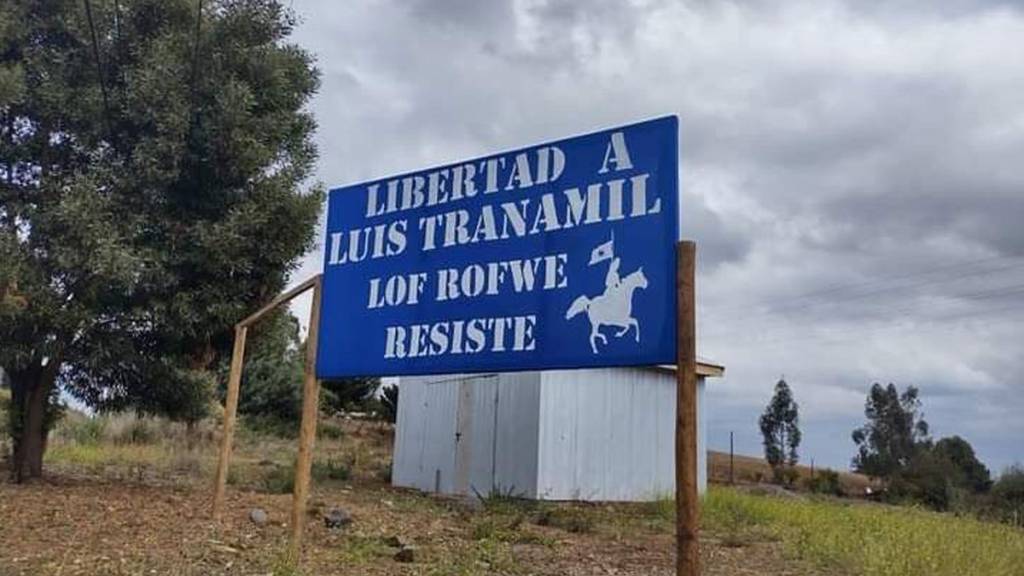 LIBERTAD A
LUIS TRANAMIL
LOF ROFWE
RESISTE